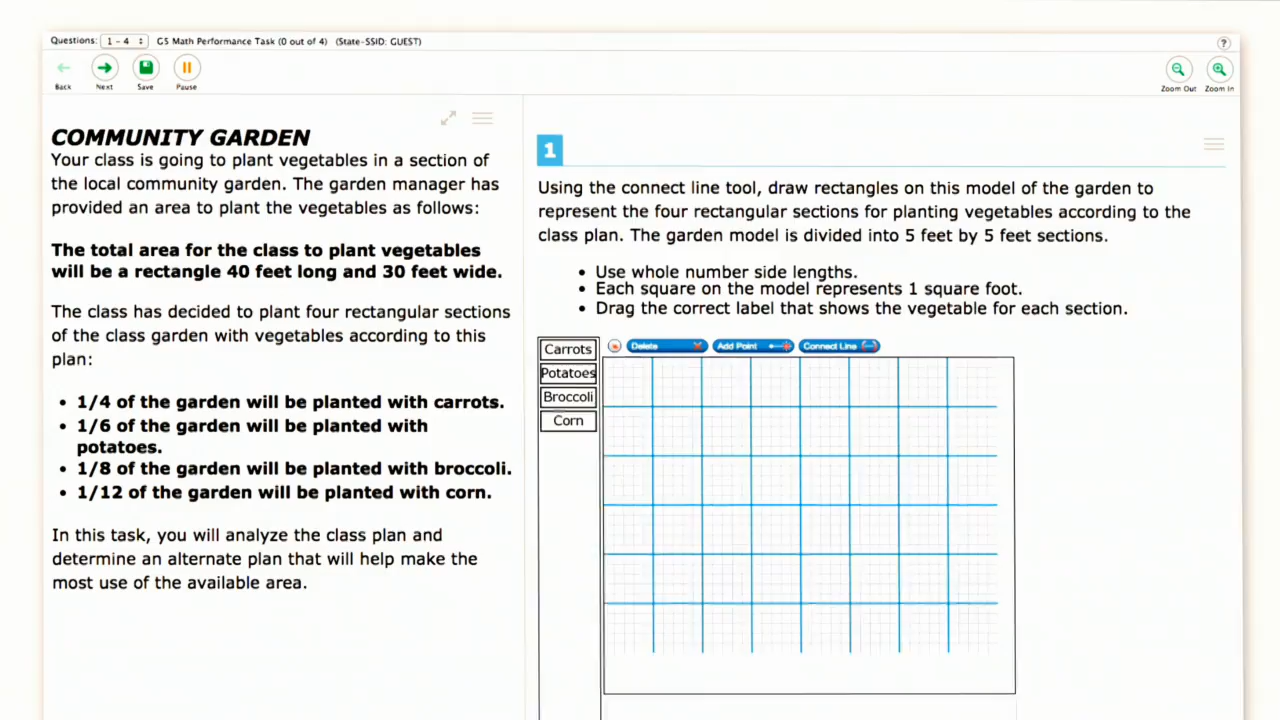 Questions: 1 - 4 G5 Math Performance Task (0 out of 4) (State-SSID: GUEST)
?
Back Next Save Pause
Zoom Out Zoom In
COMMUNITY GARDEN
Your class is going to plant vegetables in a section of
the local community garden. The garden manager has
provided an area to plant the vegetables as follows:
The total area for the class to plant vegetables
will be a rectangle 40 feet long and 30 feet wide.
The class has decided to plant four rectangular sections
of the class garden with vegetables according to this
plan:
• 1/4 of the garden will be planted with carrots.
• 1/6 of the garden will be planted with
potatoes.
• 1/8 of the garden will be planted with broccoli.
• 1/12 of the garden will be planted with corn.
In this task, you will analyze the class plan and
determine an alternate plan that will help make the
most use of the available area.
1
Using the connect line tool, draw rectangles on this model of the garden to
represent the four rectangular sections for planting vegetables according to the
class plan. The garden model is divided into 5 feet by 5 feet sections.
• Use whole number side lengths.
• Each square on the model represents 1 square foot.
• Drag the correct label that shows the vegetable for each section.
Delete Add Point Connect Line
Carrots
Potatoes
Broccoli
Corn